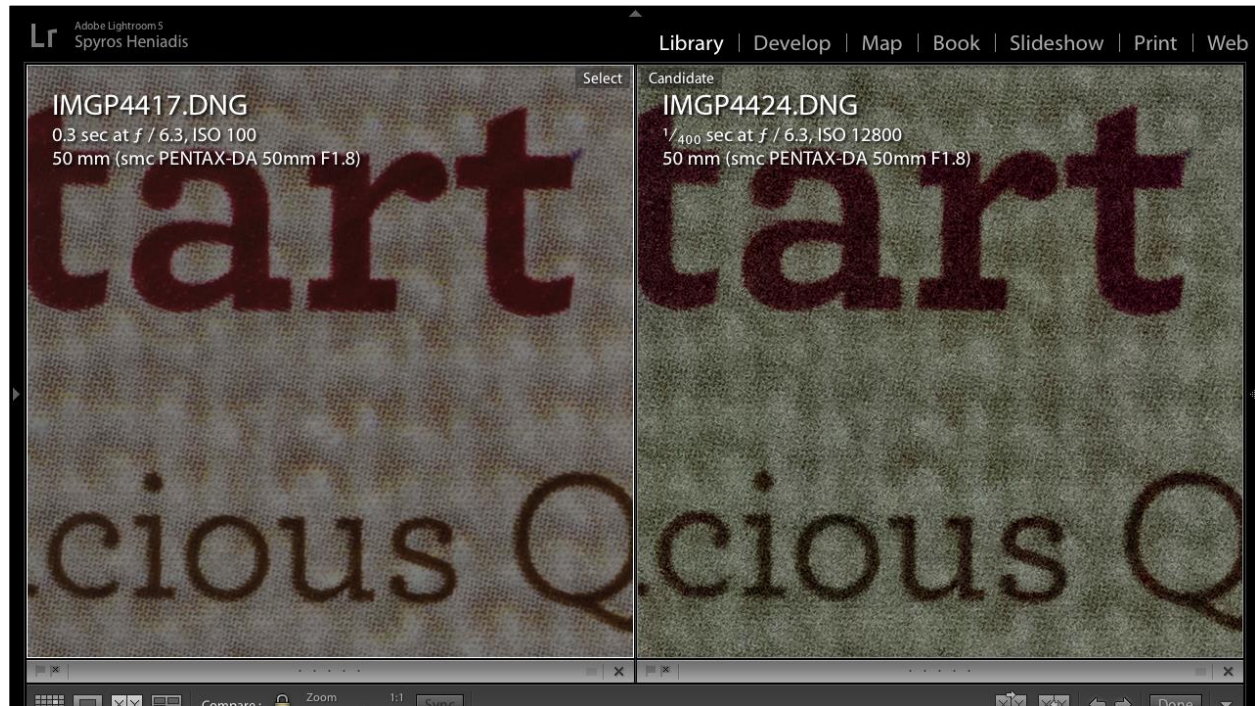 Lr
Adobe Lightroom 5
Spyros Heniadis
Library | Develop | Map | Book | Slideshow | Print | Web
Select
IMGP4417.DNG
0.3 sec at ƒ / 6.3, ISO 100
50 mm (smc PENTAX-DA 50mm F1.8)
tart
cious Q
Candidate
IMGP4424.DNG
1/400 sec at ƒ / 6.3, ISO 12800
50 mm (smc PENTAX-DA 50mm F1.8)
tart
cious Q
Compare : Zoom 1:1 Sync Done